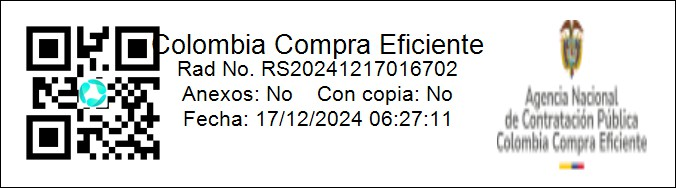 Colombia Compra Eficiente
Rad No. RS20241217016702
Anexos: No Con copia: No
Fecha: 17/12/2024 06:27:11
Agencia Nacional
de Contratación Pública
Colombia Compra Eficiente